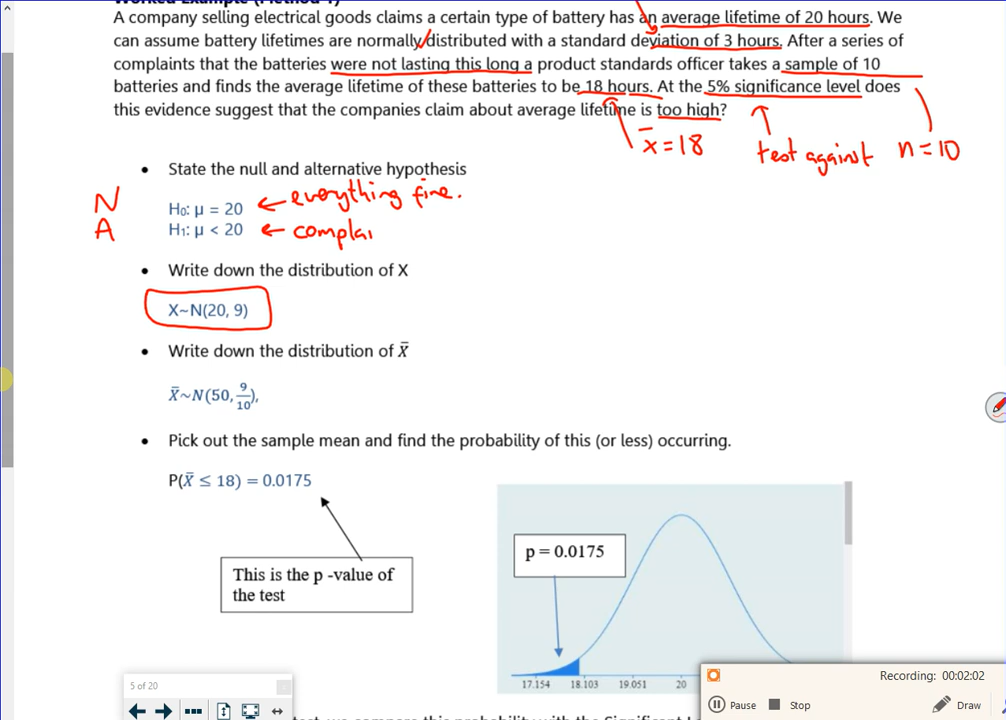 A company selling electrical goods claims a certain type of battery has an average lifetime of 20 hours. We
can assume battery lifetimes are normally distributed with a standard deviation of 3 hours. After a series of
complaints that the batteries were not lasting this long a product standards officer takes a sample of 10
batteries and finds the average lifetime of these batteries to be 18 hours. At the 5% significance level does
this evidence suggest that the companies claim about average lifetime is too high?
x̄ = 18
test against
n = 10
• State the null and alternative hypothesis
N H₀: μ = 20 ← everything fine.
A H₁: μ < 20 ← complai
• Write down the distribution of X
X~N(20, 9)
• Write down the distribution of X̄
X̄~N(50, 9/10),
• Pick out the sample mean and find the probability of this (or less) occurring.
P(X̄ ≤ 18) = 0.0175
p = 0.0175
This is the p -value of
the test
17.154 18.103 19.051 20
5 of 20
Recording: 00:02:02
Pause Stop Draw